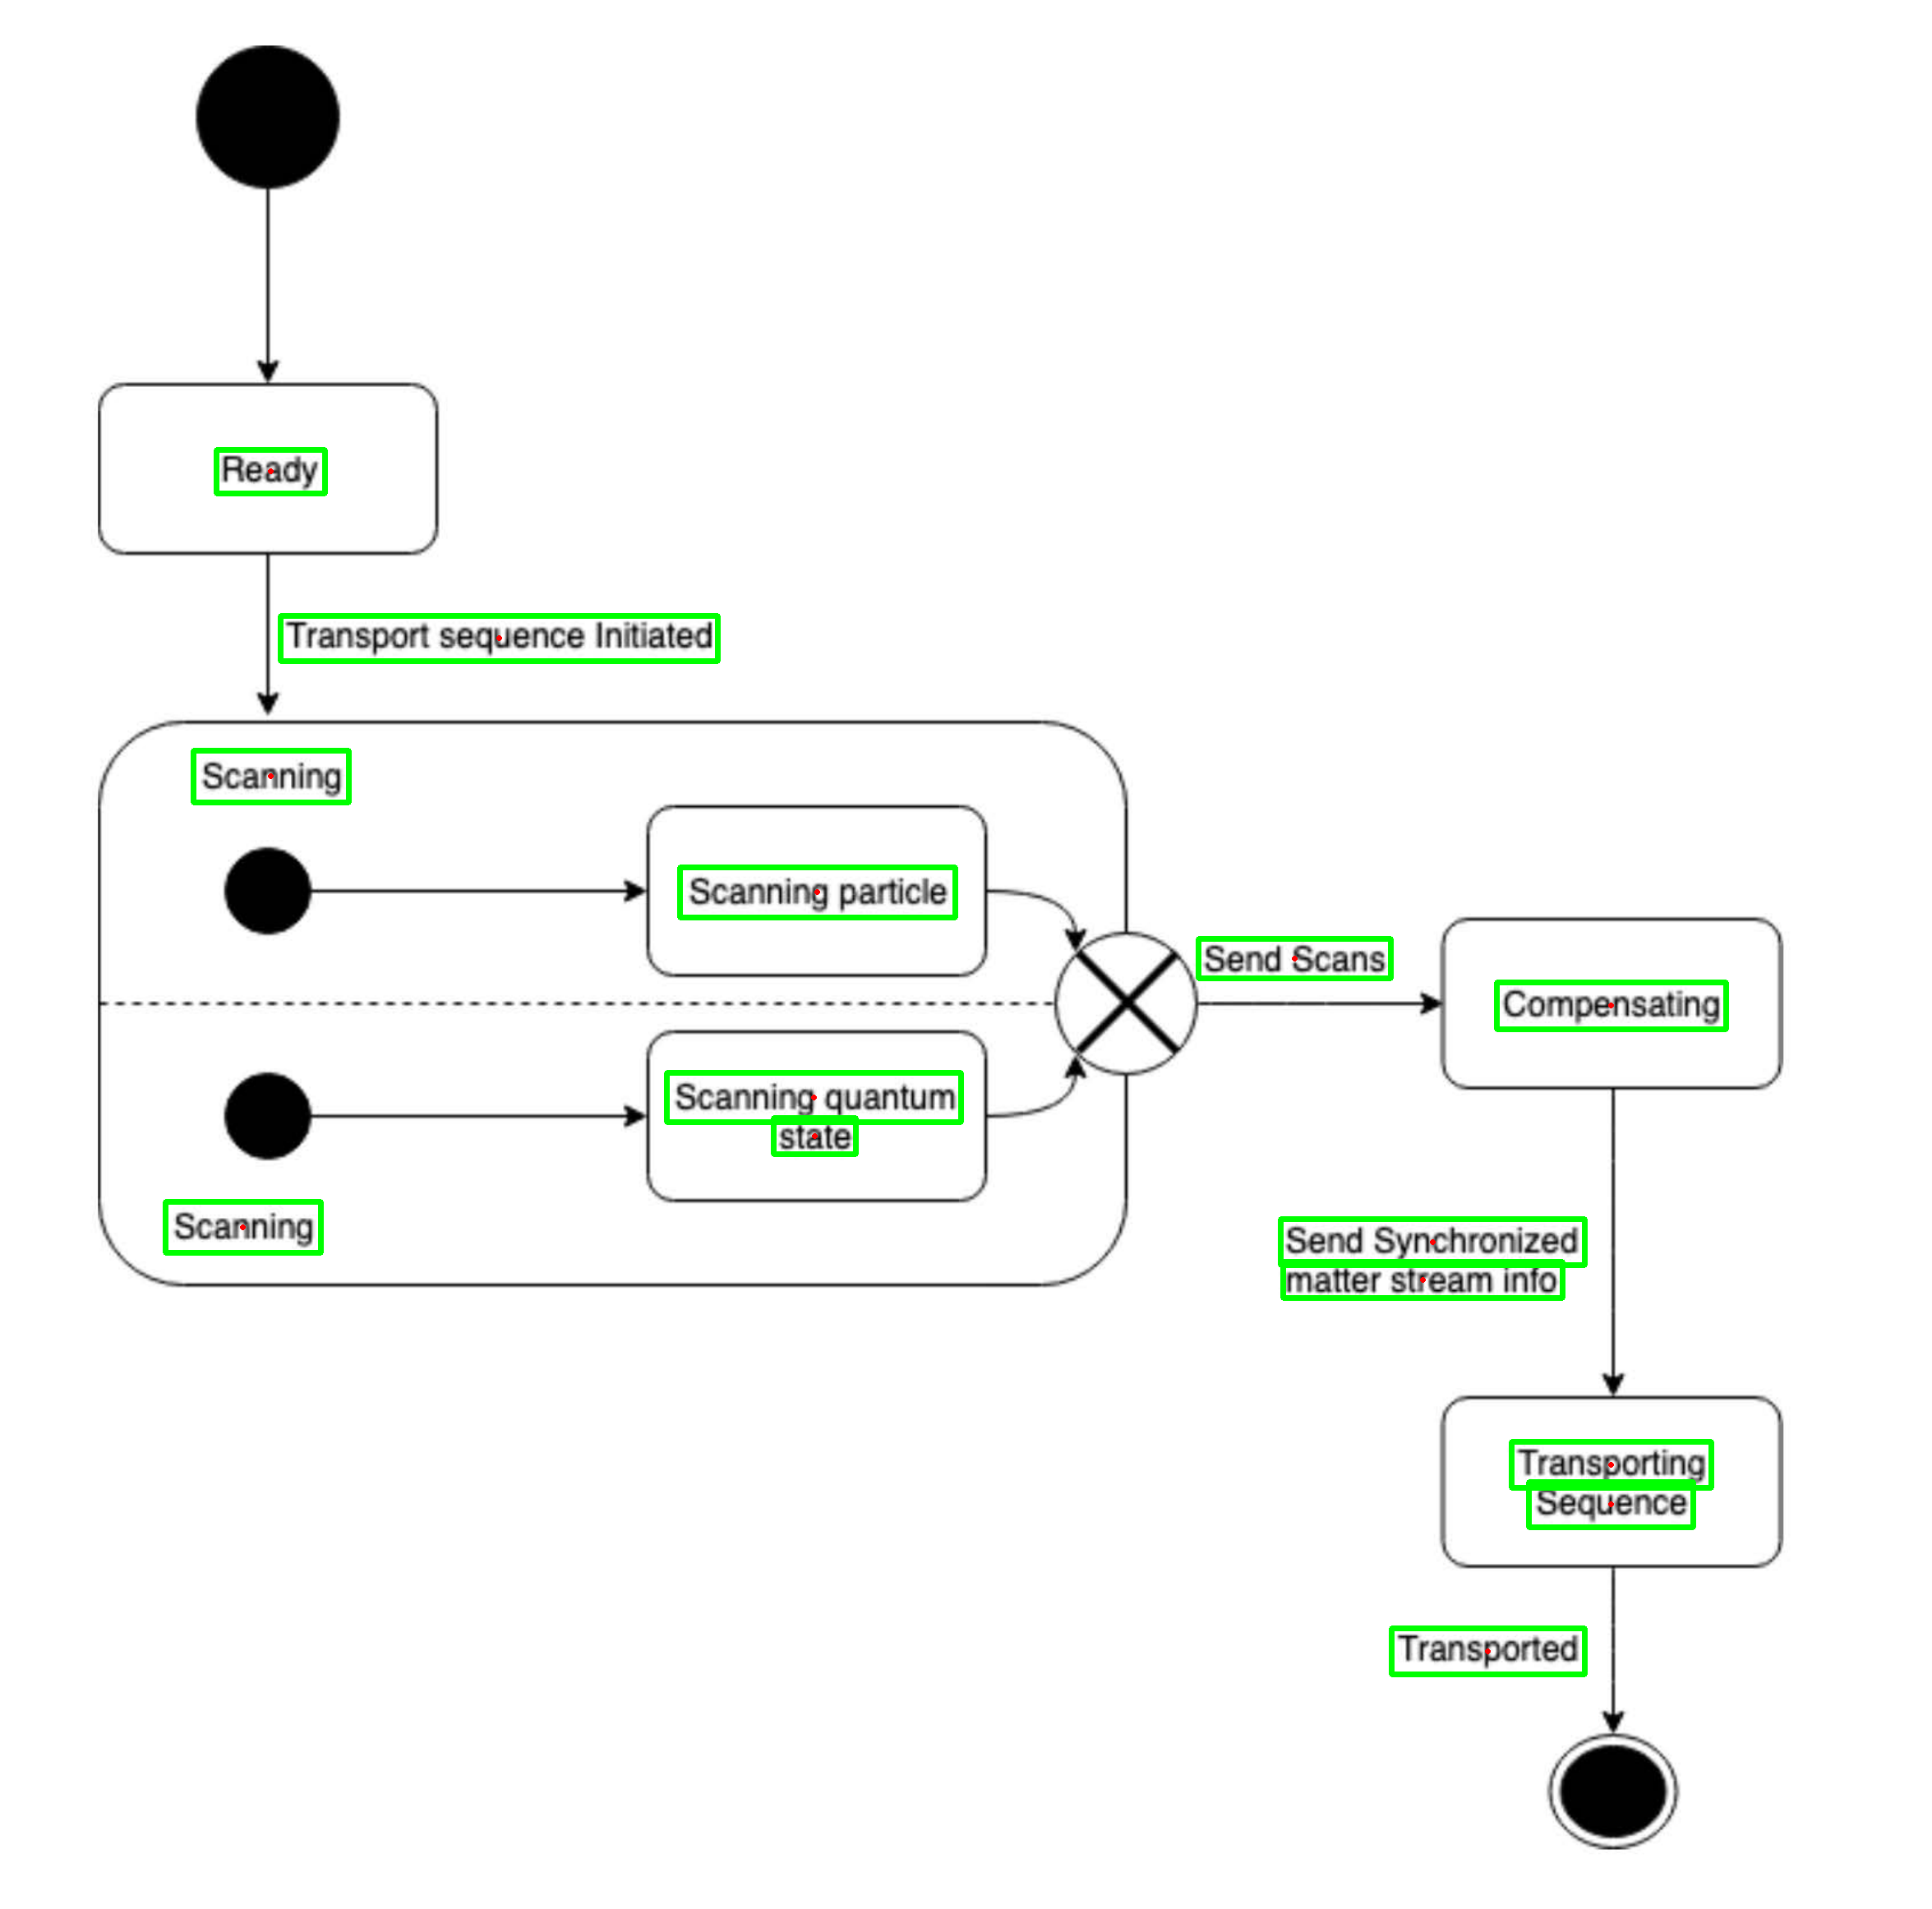 Ready
Transport sequence Initiated
Scanning
Scanning particle
Send Scans
Compensating
Scanning quantum
state
Scanning
Send Synchronized
matter stream info
Transporting
Sequence
Transported